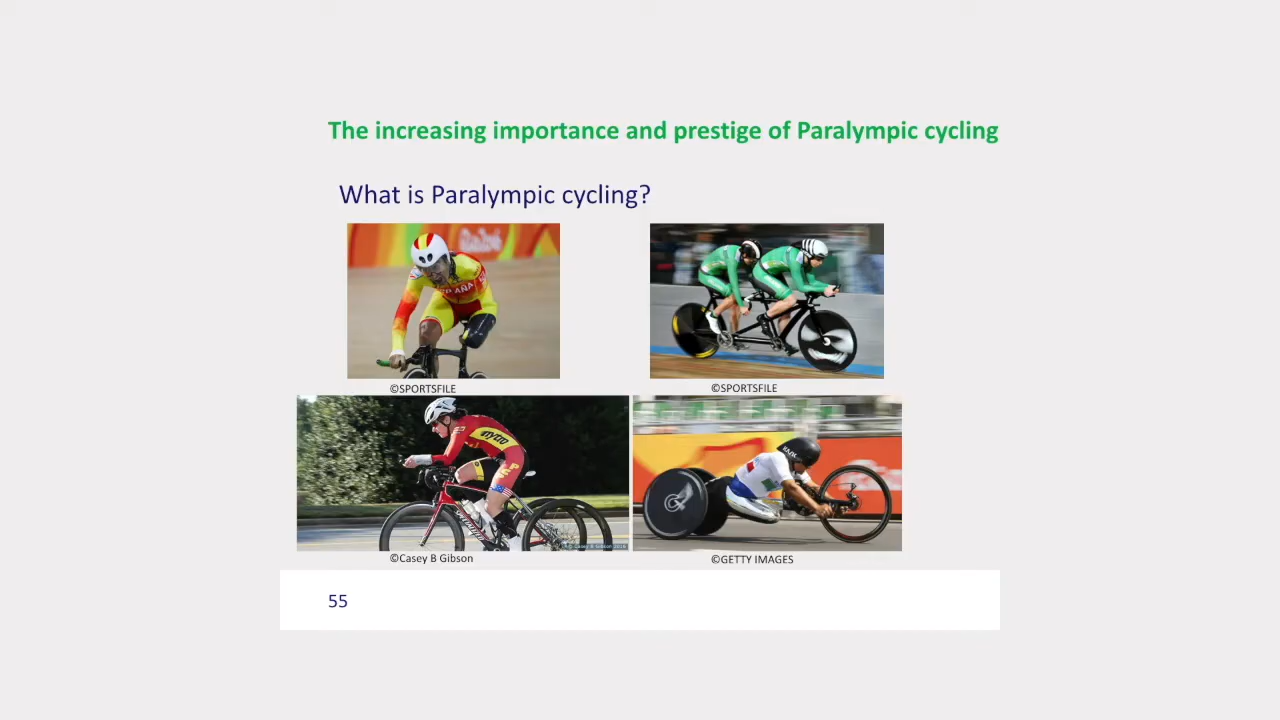 The increasing importance and prestige of Paralympic cycling
What is Paralympic cycling?
©SPORTSFILE
©SPORTSFILE
©Casey B Gibson
©GETTY IMAGES
55